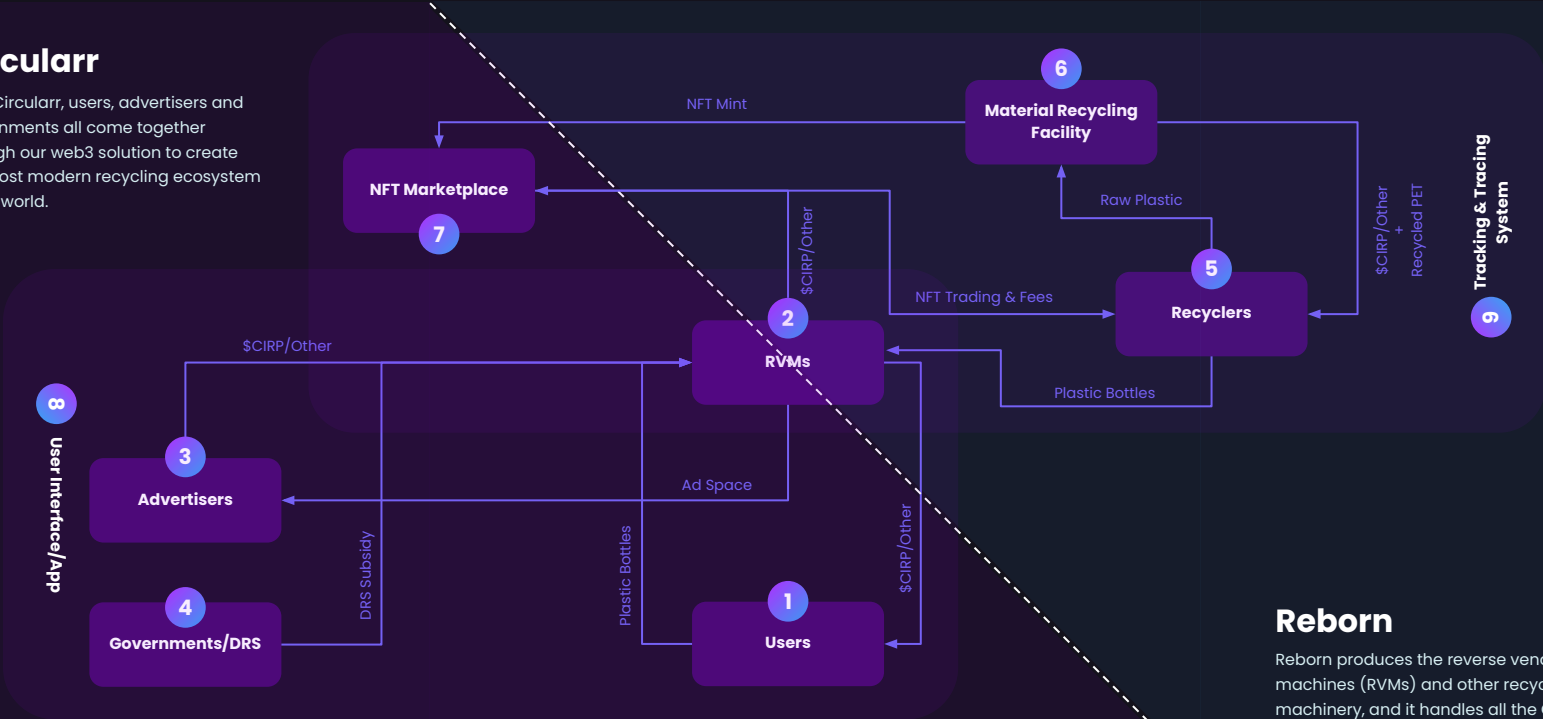 cularr
Circularr, users, advertisers and
nments all come together
gh our web3 solution to create
ost modern recycling ecosystem
world.
6
Material Recycling
Facility
NFT Mint
NFT Marketplace
7
Raw Plastic
$CIRP/Other
+
Recycled PET
Tracking & Tracing
System
9
5
Recyclers
$CIRP/Other
NFT Trading & Fees
2
RVMs
$CIRP/Other
Plastic Bottles
8
User Interface/App
3
Advertisers
Ad Space
DRS Subsidy
Plastic Bottles
$CIRP/Other
4
Governments/DRS
1
Users
Reborn
Reborn produces the reverse ven
machines (RVMs) and other recy
machinery, and it handles all the